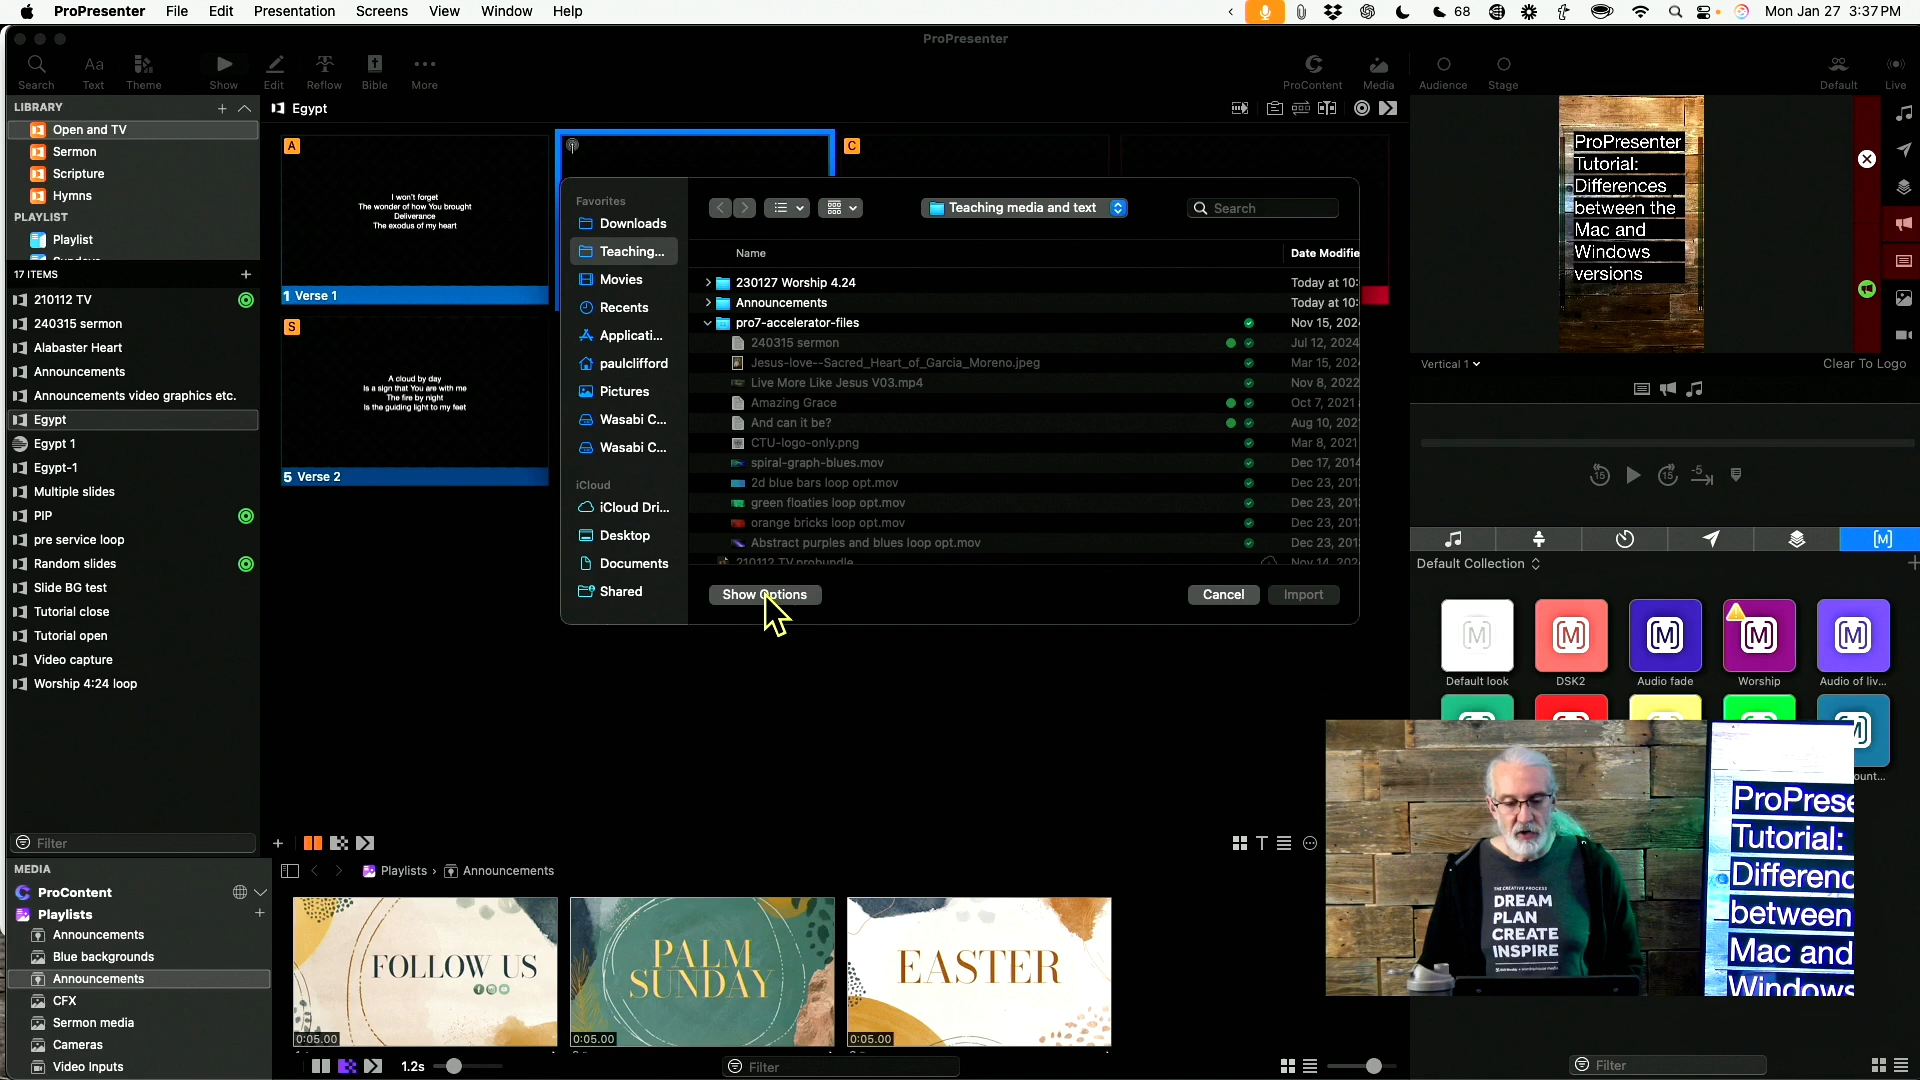 ProPresenter File Edit Presentation Screens View Window Help
68 Mon Jan 27 3:37 PM
ProPresenter
Search Text Theme Show Edit Reflow Bible More
ProContent Media Audience Stage Default Live
LIBRARY
Open and TV
Sermon
Scripture
Hymns
PLAYLIST
Playlist
17 ITEMS
210112 TV
240315 sermon
Alabaster Heart
Announcements
Announcements video graphics etc.
Egypt
Egypt 1
Egypt-1
Multiple slides
PIP
pre service loop
Random slides
Slide BG test
Tutorial close
Tutorial open
Video capture
Worship 4:24 loop
Filter
MEDIA
ProContent
Playlists
Announcements
Blue backgrounds
Announcements
CFX
Sermon media
Cameras
Video Inputs
Egypt
A
I won't forget
The wonder of how You brought
Deliverance
The exodus of my heart
1 Verse 1
C
S
A cloud by day
Is a sign that You are with me
The fire by night
Is the guiding light to my feet
5 Verse 2
Favorites
Downloads
Teaching...
Movies
Recents
Applicati...
paulclifford
Pictures
Wasabi C...
Wasabi C...
iCloud
iCloud Dri...
Desktop
Documents
Shared
Teaching media and text
Search
Name Date Modifie
230127 Worship 4.24 Today at 10:
Announcements Today at 10:
pro7-accelerator-files Nov 15, 202
240315 sermon Jul 12, 2024
Jesus-love--Sacred_Heart_of_Garcia_Moreno.jpeg Mar 15, 202
Live More Like Jesus V03.mp4 Nov 8, 2022
Amazing Grace Oct 7, 2021
And can it be? Aug 10, 202
CTU-logo-only.png Mar 8, 2021
spiral-graph-blues.mov Dec 17, 2014
2d blue bars loop opt.mov Dec 23, 201
green floaties loop opt.mov Dec 23, 201
orange bricks loop opt.mov Dec 23, 201
Abstract purples and blues loop opt.mov Dec 23, 201
210112 TV.probundle Nov 14, 202
Show Options Cancel Import
ProPresenter
Tutorial:
Differences
between the
Mac and
Windows
versions
Vertical 1 Clear To Logo
15 15 -5
Default Collection
Default look DSK2 Audio fade Worship Audio of liv...
ount...
Playlists › Announcements
FOLLOW US
0:05.00
PALM
SUNDAY
0:05.00
EASTER
0:05.00
1.2s Filter
Filter
THE CREATIVE PROCESS
DREAM
PLAN
CREATE
INSPIRE
ProPrese
Tutorial:
Differenc
between
Mac and
Windows